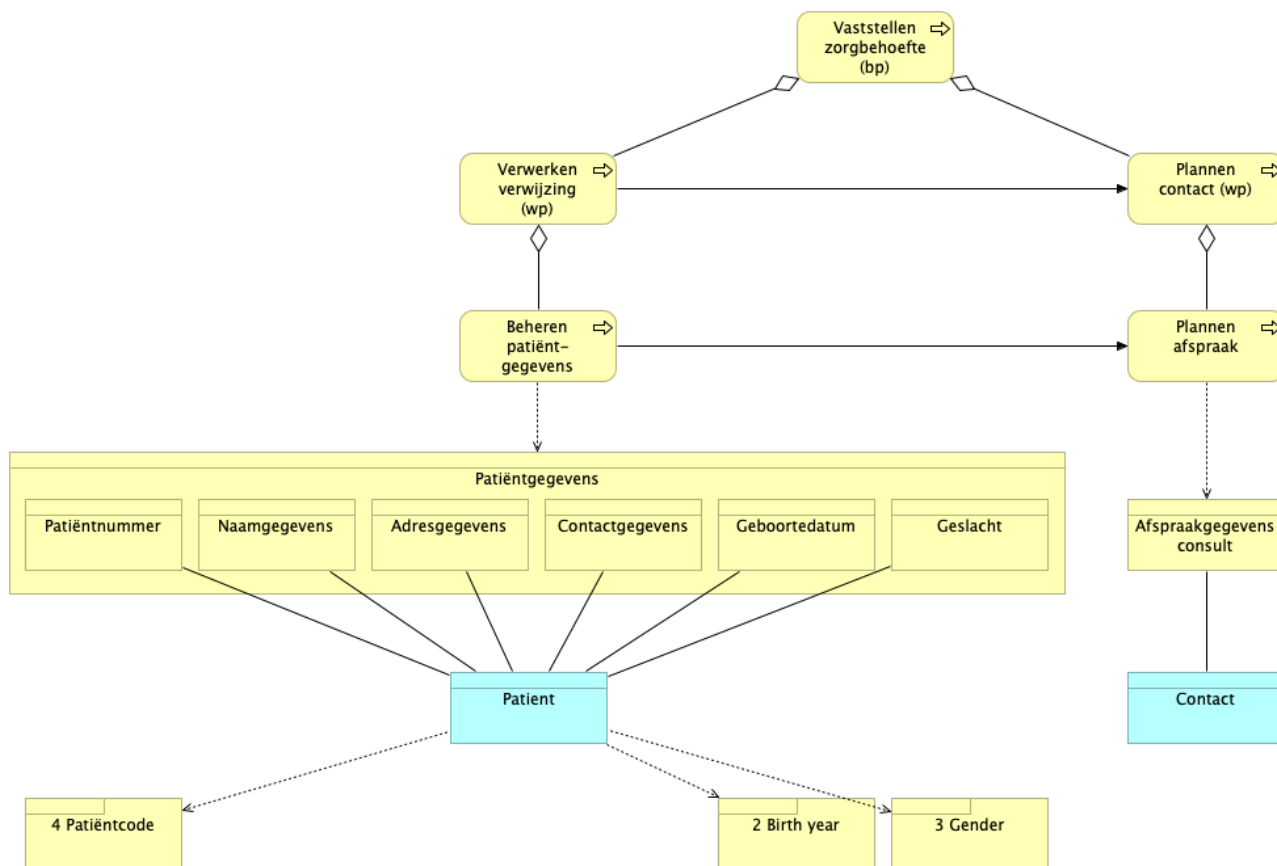 Vaststellen
zorgbehoefte
(bp)
Verwerken
verwijzing
(wp)
Plannen
contact (wp)
Beheren
patiënt-
gegevens
Plannen
afspraak
Patiëntgegevens
Patiëntnummer
Naamgegevens
Adresgegevens
Contactgegevens
Geboortedatum
Geslacht
Afspraakgegevens
consult
Patient
Contact
4 Patiëntcode
2 Birth year
3 Gender